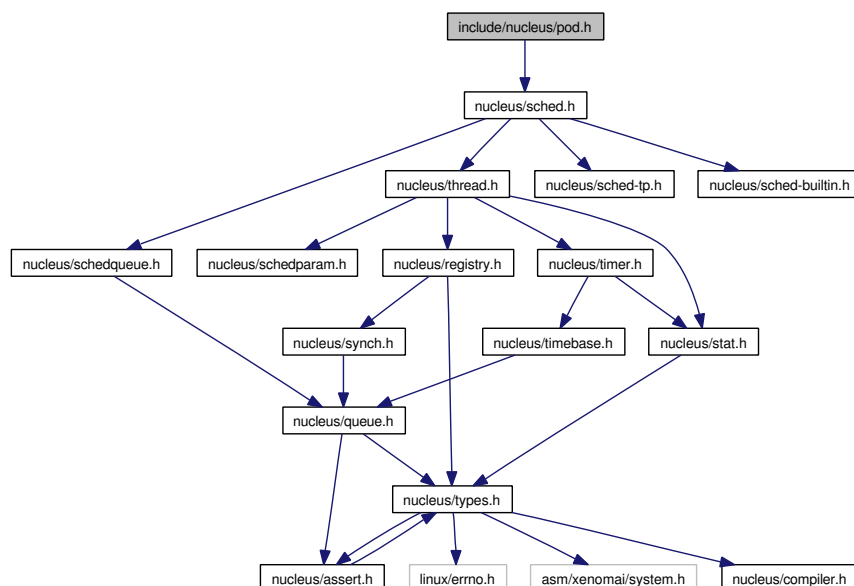 include/nucleus/pod.h
nucleus/sched.h
nucleus/thread.h
nucleus/sched-tp.h
nucleus/sched-builtin.h
nucleus/schedqueue.h
nucleus/schedparam.h
nucleus/registry.h
nucleus/timer.h
nucleus/synch.h
nucleus/timebase.h
nucleus/stat.h
nucleus/queue.h
nucleus/types.h
nucleus/assert.h
linux/errno.h
asm/xenomai/system.h
nucleus/compiler.h